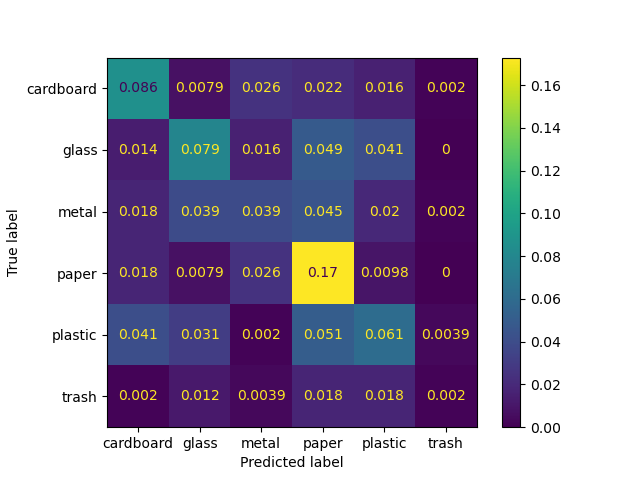 cardboard 0.086 0.0079 0.026 0.022 0.016 0.002
glass 0.014 0.079 0.016 0.049 0.041 0
metal 0.018 0.039 0.039 0.045 0.02 0.002
paper 0.018 0.0079 0.026 0.17 0.0098 0
plastic 0.041 0.031 0.002 0.051 0.061 0.0039
trash 0.002 0.012 0.0039 0.018 0.018 0.002
cardboard glass metal paper plastic trash
Predicted label
True label
0.16
0.14
0.12
0.10
0.08
0.06
0.04
0.02
0.00